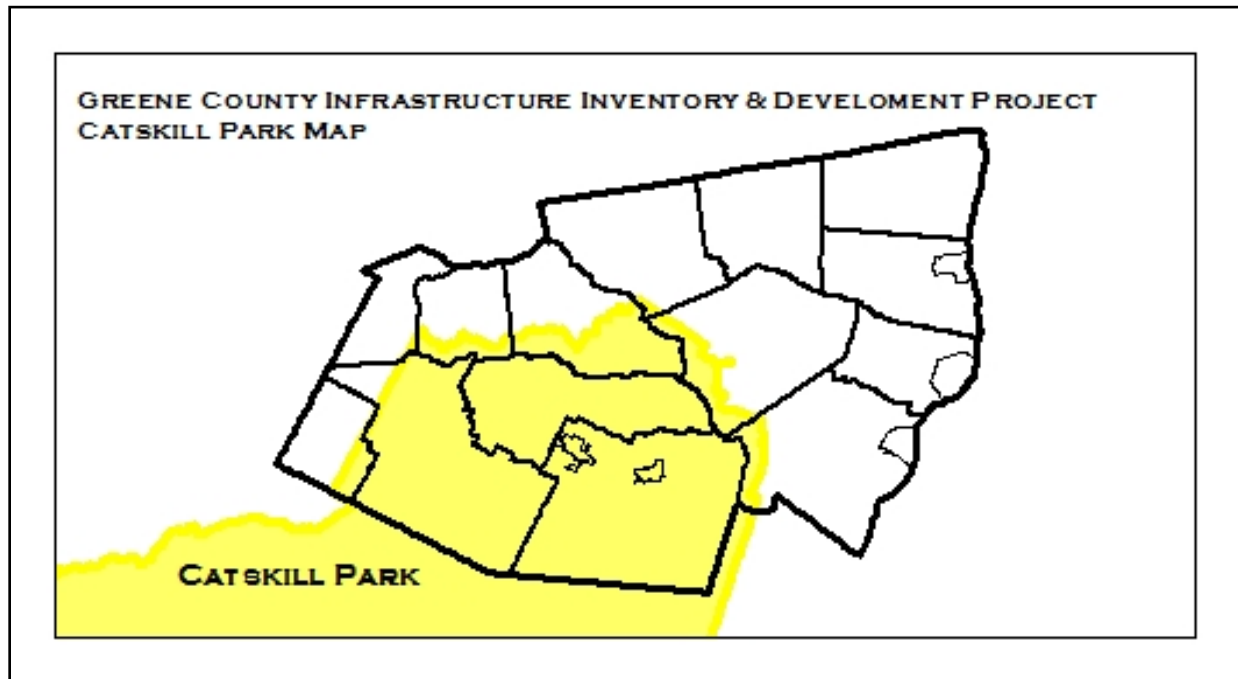 Greene County Infrastructure Inventory & Develoment Project
Catskill Park Map
Catskill Park